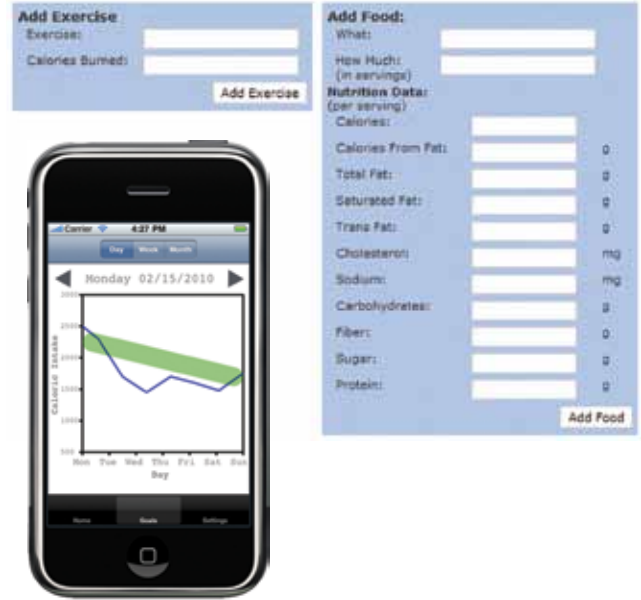 Add Exercise
Exercise:
Calories Burned:
Add Exercise
Add Food:
What:
How Much:
(in servings)
Nutrition Data:
(per serving)
Calories:
Calories From Fat: g
Total Fat: g
Saturated Fat: g
Trans Fat: g
Cholesterol: mg
Sodium: mg
Carbohydrates: g
Fiber: g
Sugar: g
Protein: g
Add Food
Carrier 4:27 PM
Day Week Month
Monday 02/15/2010
3000
2500
2000
1500
1000
500
Caloric Intake
Mon Tue Wed Thu Fri Sat Sun
Day
Home Goals Settings